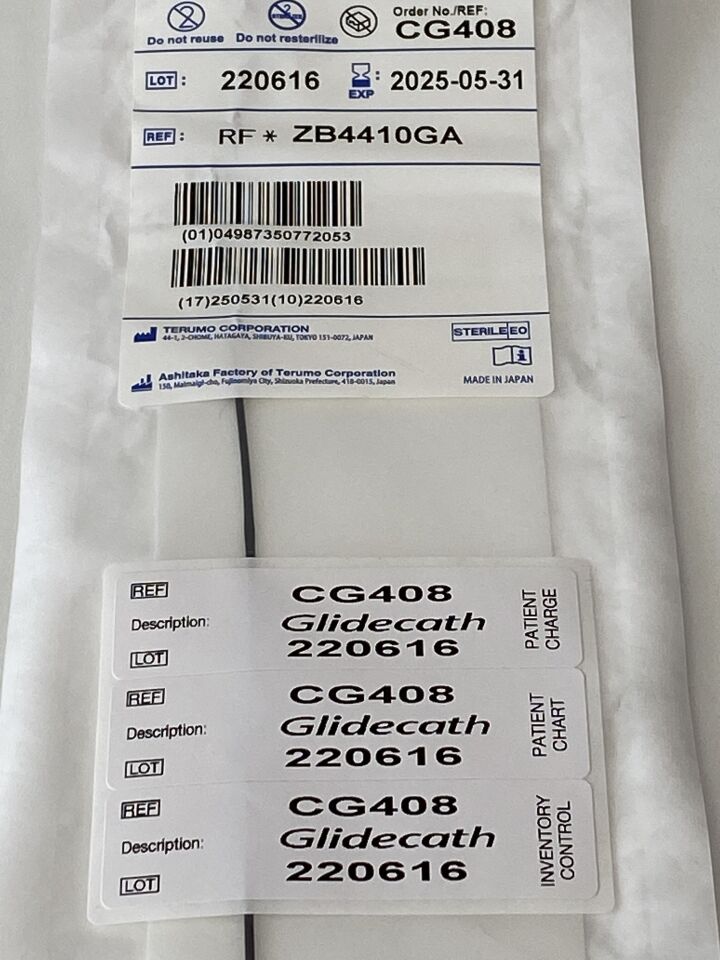 Order No./REF:
Do not reuse Do not resterilize CG408
LOT : 220616 EXP : 2025-05-31
REF : RF * ZB4410GA
(01)04987350772053
(17)250531(10)220616
TERUMO CORPORATION
44-1, 2-CHOME, HATAGAYA, SHIBUYA-KU, TOKYO 151-0072, JAPAN
STERILE EO
Ashitaka Factory of Terumo Corporation
150, Maimaigi-cho, Fujinomiya City, Shizuoka Prefecture, 418-0015, Japan
MADE IN JAPAN
REF CG408
Description: Glidecath
LOT 220616
PATIENT
CHARGE
REF CG408
Description: Glidecath
LOT 220616
PATIENT
CHART
REF CG408
Description: Glidecath
LOT 220616
INVENTORY
CONTROL